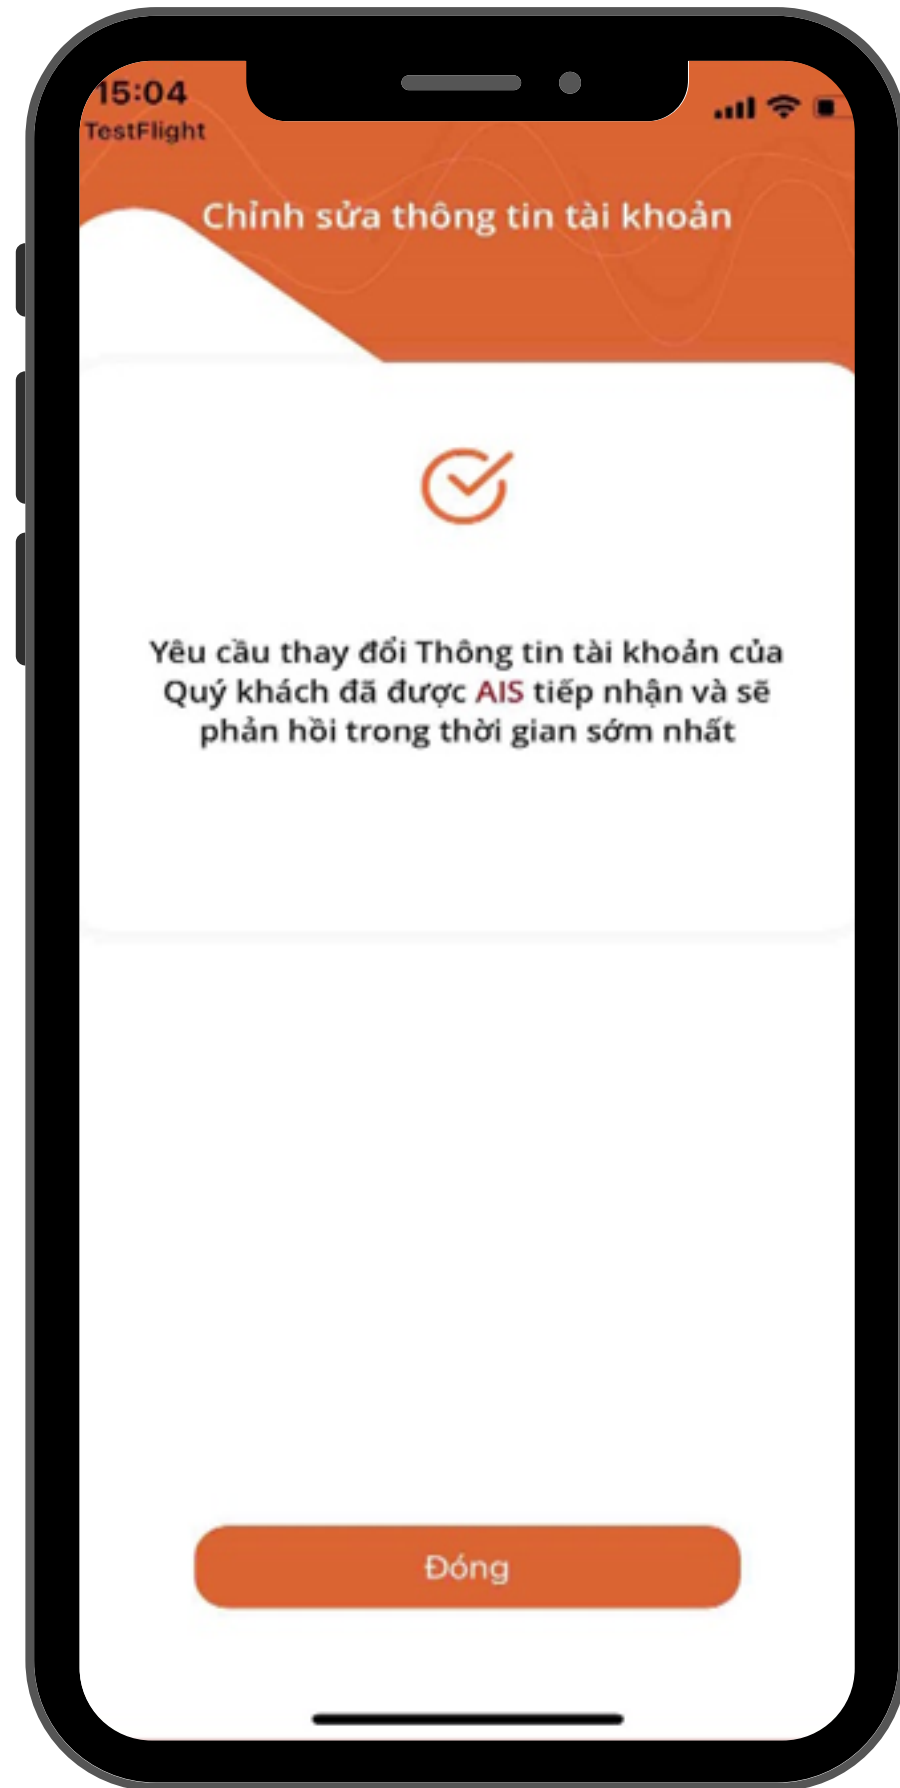 15:04
TestFlight
Chỉnh sửa thông tin tài khoản
Yêu cầu thay đổi Thông tin tài khoản của
Quý khách đã được AIS tiếp nhận và sẽ
phản hồi trong thời gian sớm nhất
Đóng